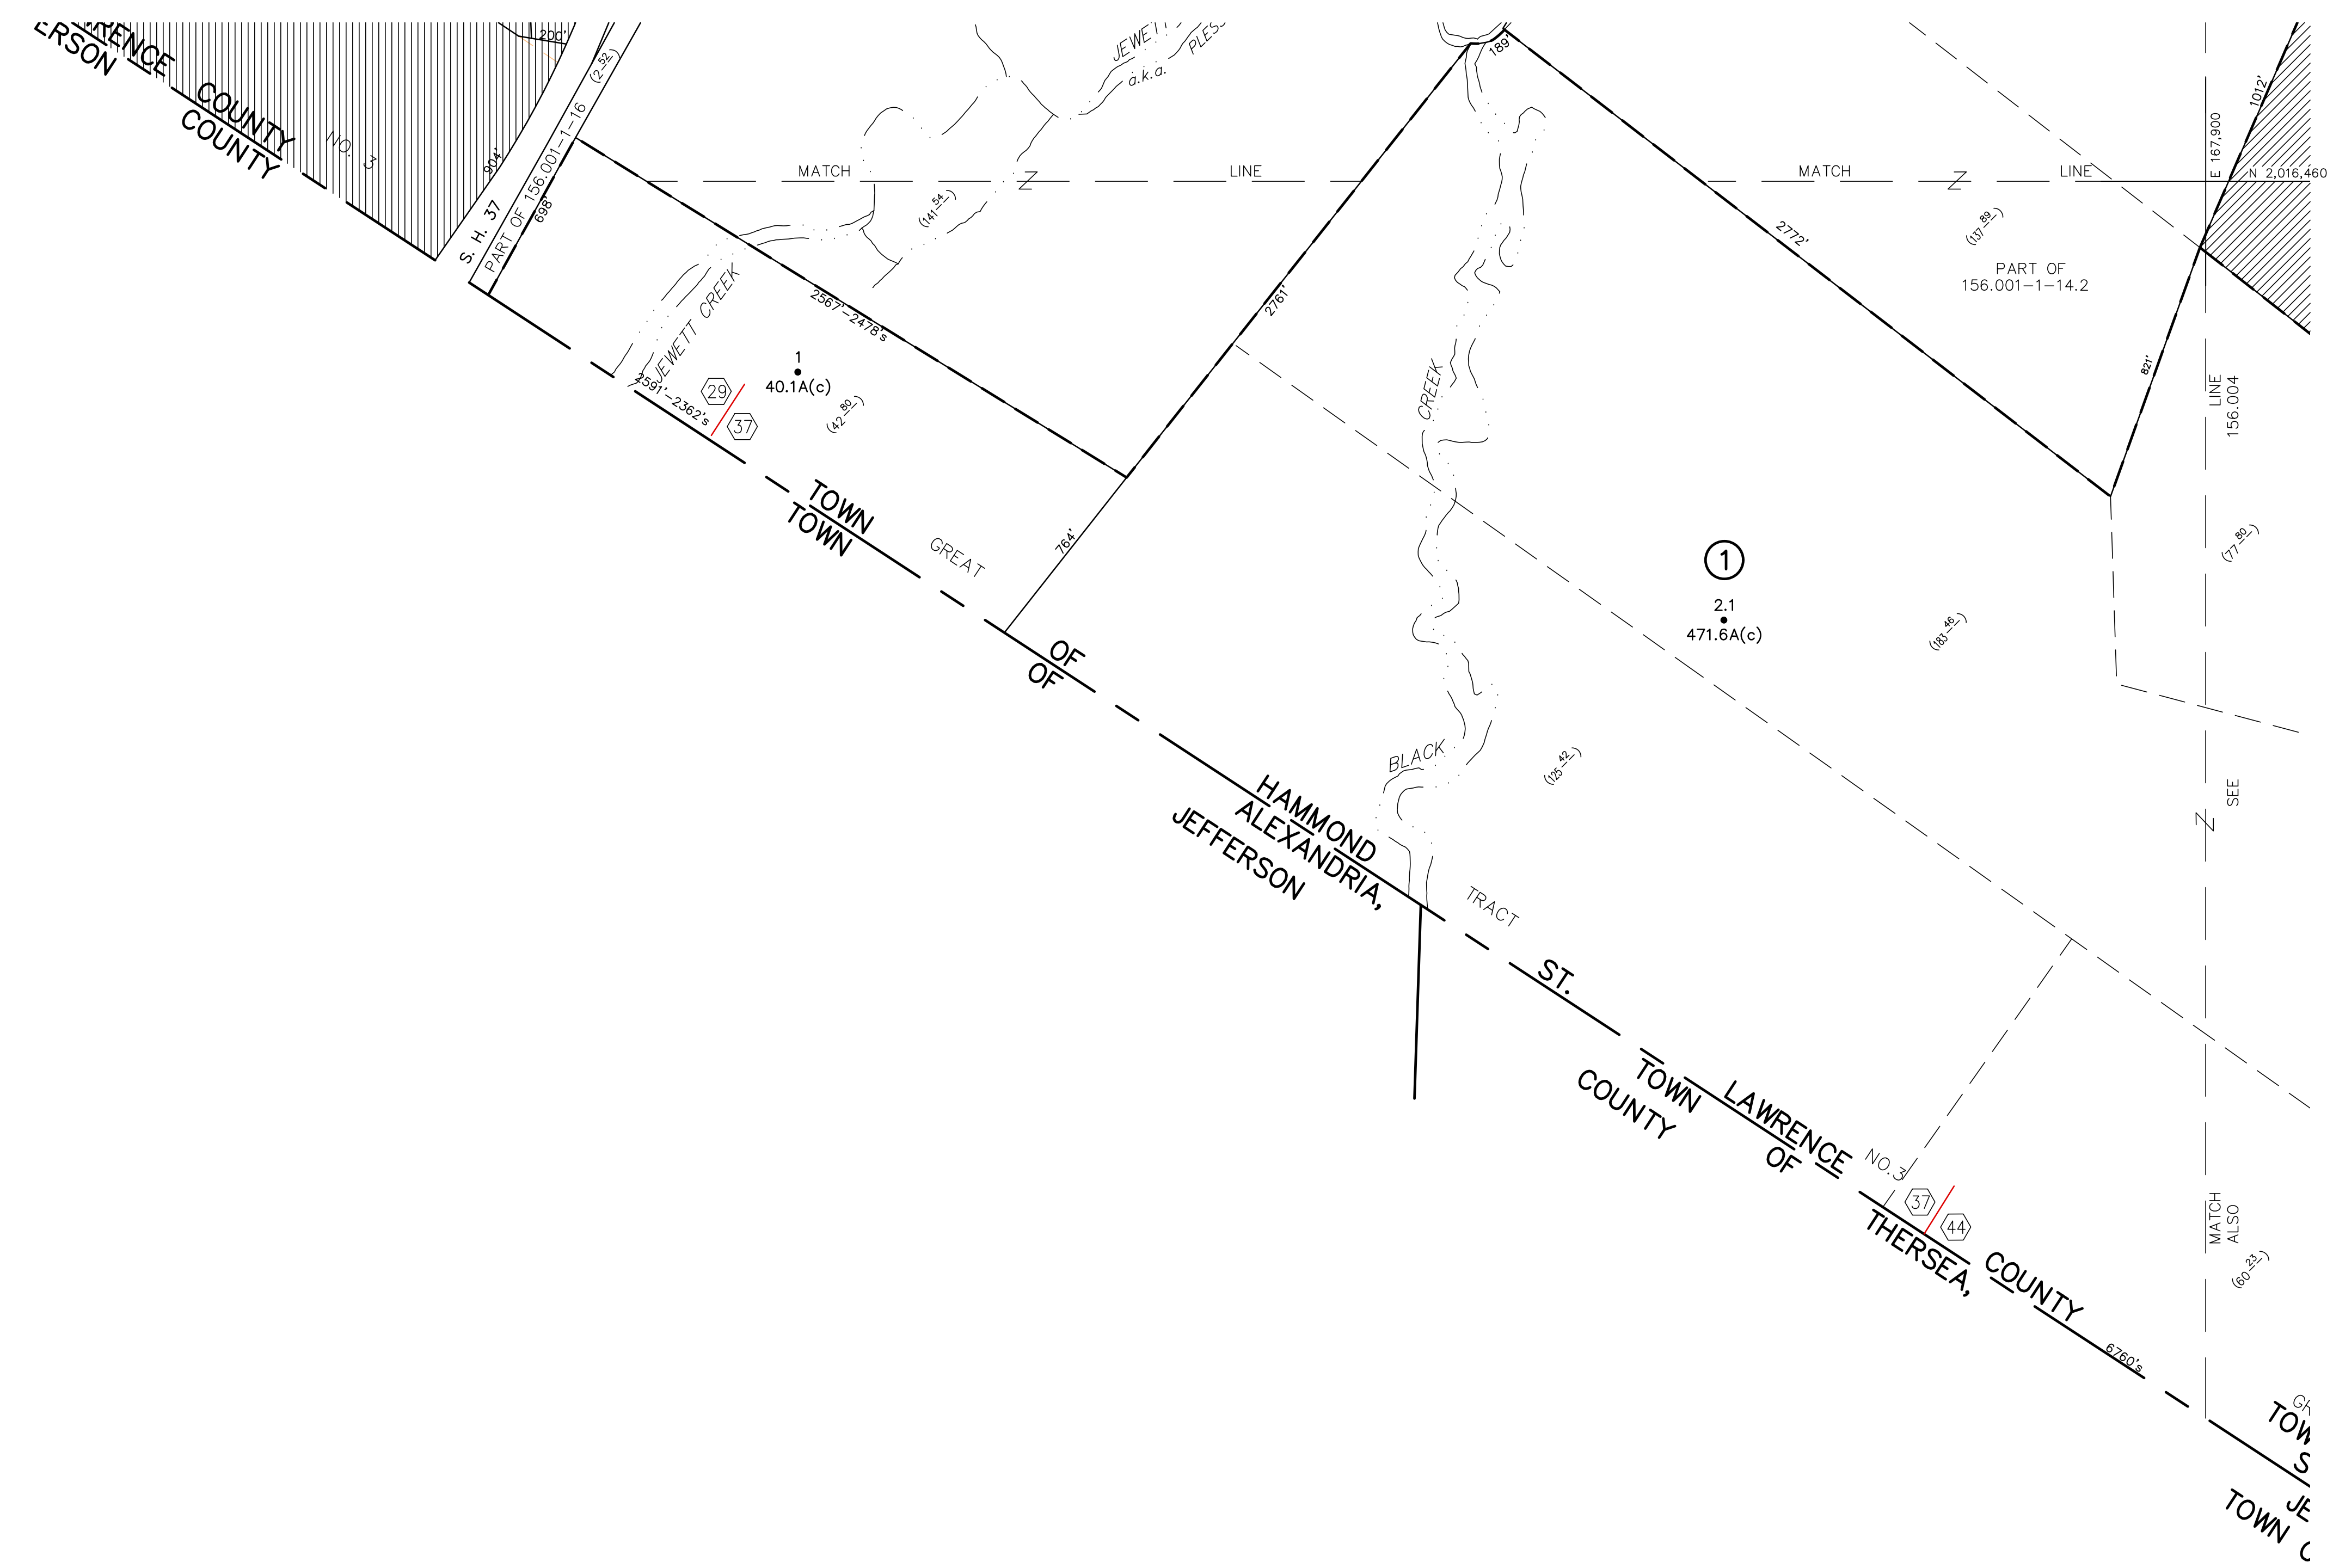 COUNTY
ERSON
COUNTY
NO. 3
200'
904'
S. H. 37
PART OF 156.001-1-16
(2-52)
698'
JEWETT CREEK
2591'-2362's
29
37
1
40.1A(c)
(42-80)
2567'-2478's
MATCH
LINE
(141-54)
a.k.a.
189'
2761'
764'
CREEK
BLACK
MATCH
LINE
2772'
(137-89)
PART OF
156.001-1-14.2
821'
1012'
E 167,900
N 2,016,460
LINE
156.004
(77-80)
SEE
MATCH
ALSO
(60-23)
1
2.1
471.6A(c)
(183-46)
(125-42)
GREAT
TRACT
NO. 3
TOWN
TOWN
OF
OF
HAMMOND
ALEXANDRIA,
JEFFERSON
ST.
LAWRENCE
TOWN
OF
COUNTY
THERSEA,
COUNTY
37
44
6760's